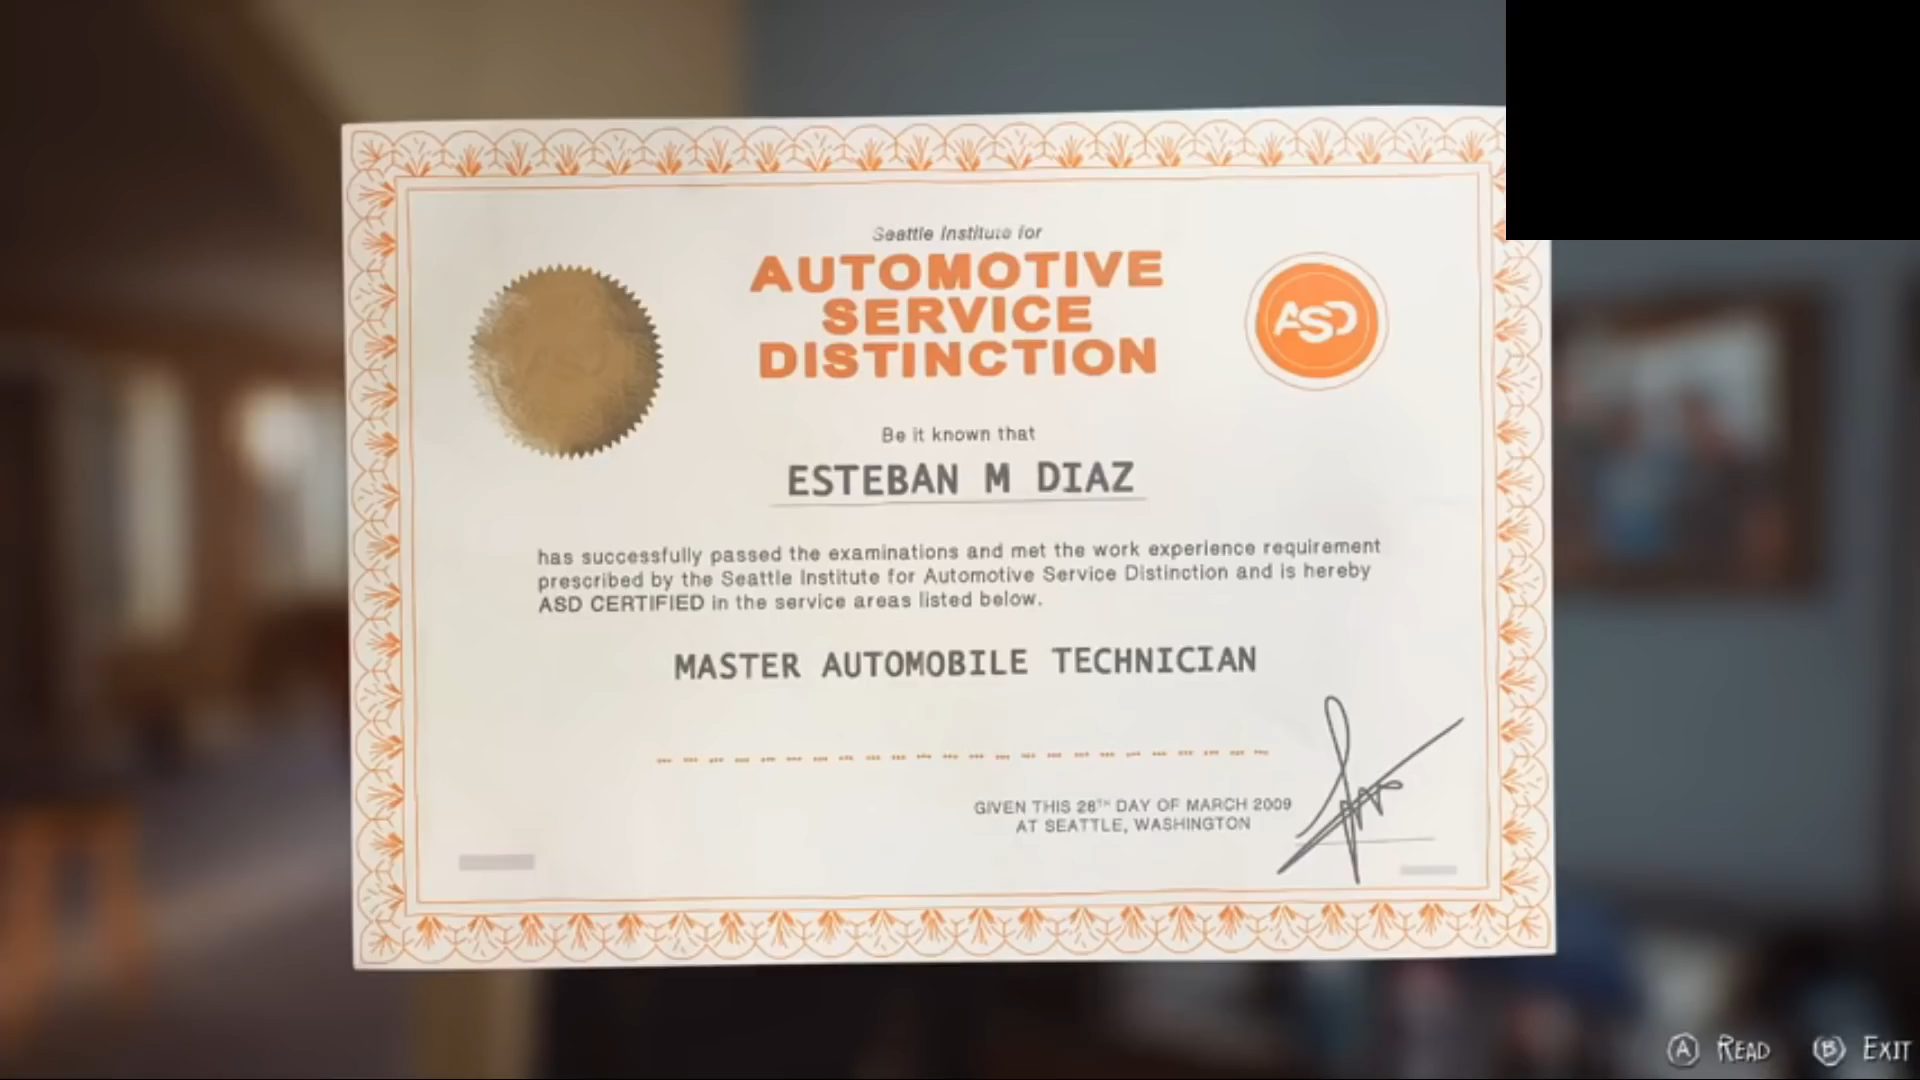 Seattle Institute for
AUTOMOTIVE
SERVICE
DISTINCTION
ASD
ASD
Be it known that
ESTEBAN M DIAZ
has successfully passed the examinations and met the work experience requirement
prescribed by the Seattle Institute for Automotive Service Distinction and is hereby
ASD CERTIFIED in the service areas listed below.
MASTER AUTOMOBILE TECHNICIAN
GIVEN THIS 28TH DAY OF MARCH 2009
AT SEATTLE, WASHINGTON
A READ B EXIT